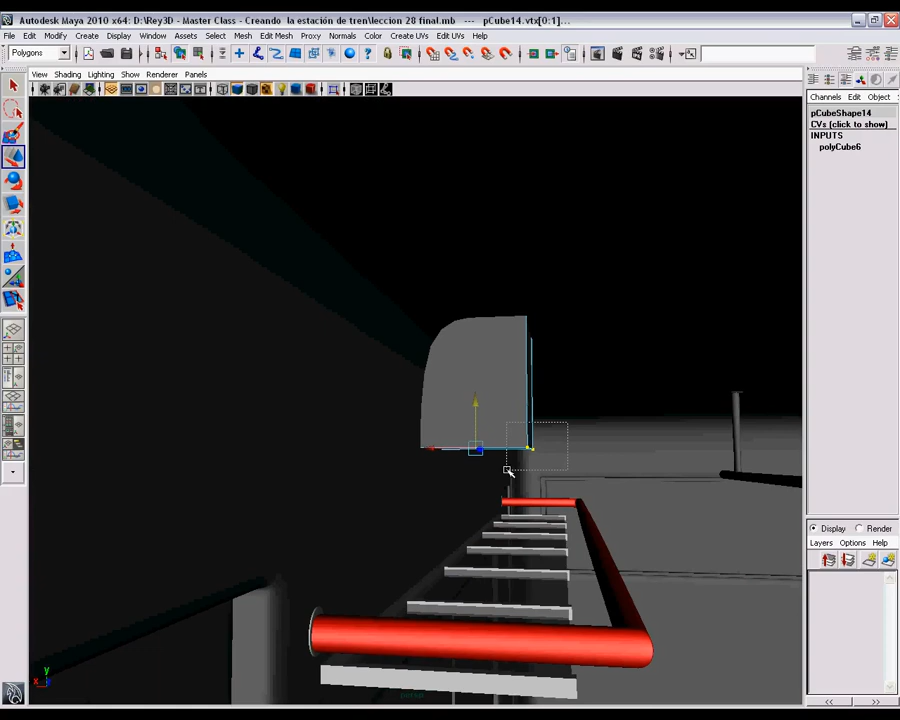 Autodesk Maya 2010 x64: D:\Rey3D - Master Class - Creando la estación de tren\leccion 28 final.mb --- pCube14.vtx[0:1]...
File Modify Create Display Window Assets Select Mesh Edit Mesh Proxy Normals Color Create UVs Edit UVs Help
Polygons
View Shading Lighting Show Renderer Panels
Channels Edit Object
pCubeShape14
CVs (click to show)
INPUTS
polyCube6
Display Render
Layers Options Help
y
x
<< >>